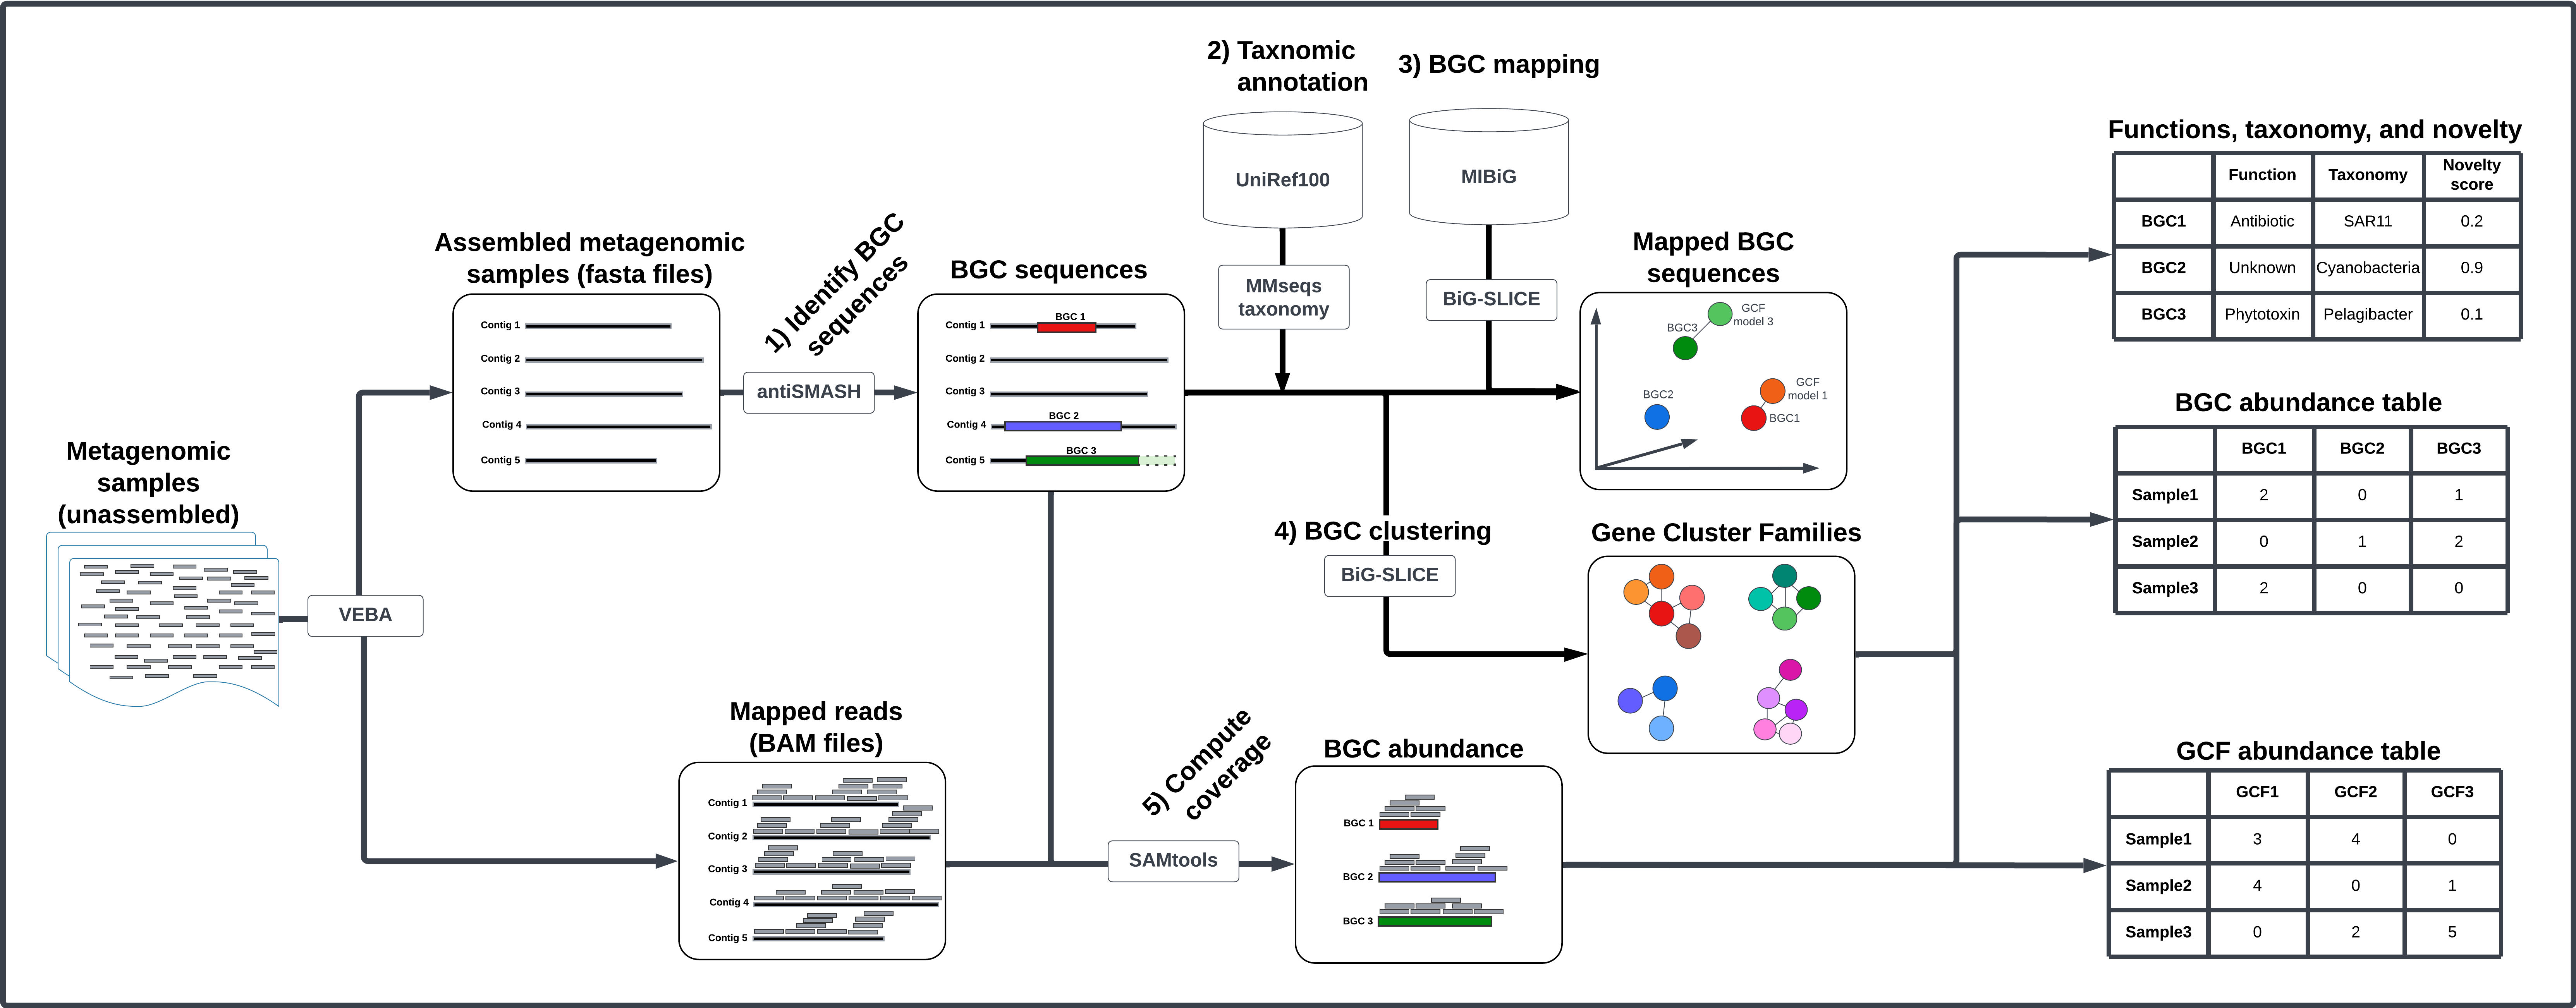 Metagenomic
samples
(unassembled)
VEBA
Assembled metagenomic
samples (fasta files)
Contig 1
Contig 2
Contig 3
Contig 4
Contig 5
1) Identify BGC
sequences
antiSMASH
BGC sequences
Contig 1
BGC 1
Contig 2
Contig 3
Contig 4
BGC 2
Contig 5
BGC 3
2) Taxnomic
annotation
UniRef100
MMseqs
taxonomy
3) BGC mapping
MIBiG
BiG-SLICE
Mapped BGC
sequences
GCF
model 3
BGC3
BGC2
GCF
model 1
BGC1
4) BGC clustering
BiG-SLICE
Gene Cluster Families
Mapped reads
(BAM files)
Contig 1
Contig 2
Contig 3
Contig 4
Contig 5
5) Compute
coverage
SAMtools
BGC abundance
BGC 1
BGC 2
BGC 3
Functions, taxonomy, and novelty
Function Taxonomy Novelty score
BGC1 Antibiotic SAR11 0.2
BGC2 Unknown Cyanobacteria 0.9
BGC3 Phytotoxin Pelagibacter 0.1
BGC abundance table
BGC1 BGC2 BGC3
Sample1 2 0 1
Sample2 0 1 2
Sample3 2 0 0
GCF abundance table
GCF1 GCF2 GCF3
Sample1 3 4 0
Sample2 4 0 1
Sample3 0 2 5